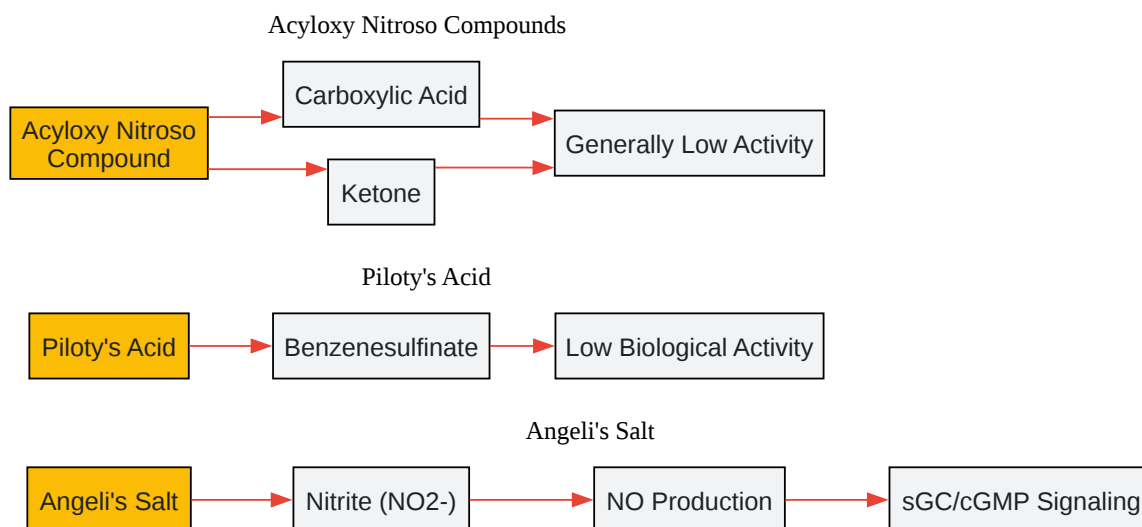 Acyloxy Nitroso Compounds
Acyloxy Nitroso
Compound
Carboxylic Acid
Ketone
Generally Low Activity
Piloty's Acid
Piloty's Acid
Benzenesulfinate
Low Biological Activity
Angeli's Salt
Angeli's Salt
Nitrite (NO2-)
NO Production
sGC/cGMP Signaling